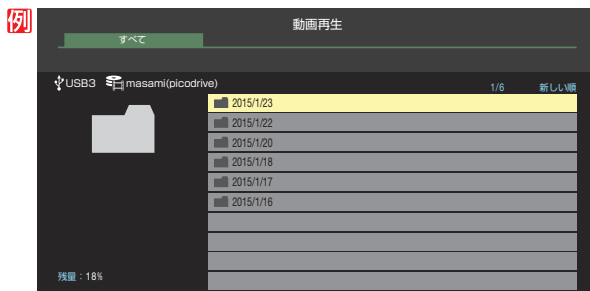 例
動画再生
すべて
USB3 masami(picodrive)
1/6 新しい順
2015/1/23
2015/1/22
2015/1/20
2015/1/18
2015/1/17
2015/1/16
残量：18%